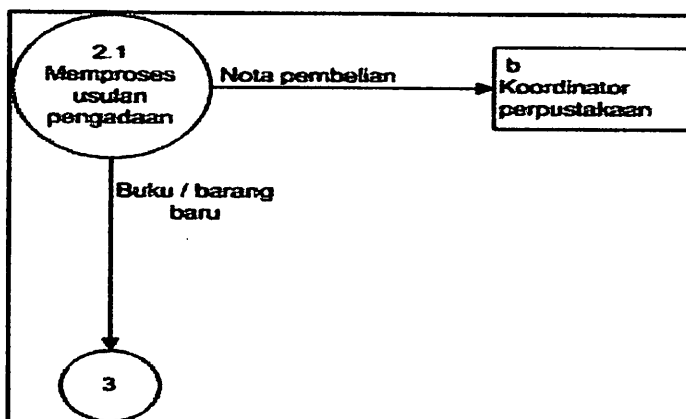 2.1
Memproses
usulan
pengadaan
Nota pembelian
b
Koordinator
perpustakaan
Buku / barang
baru
3